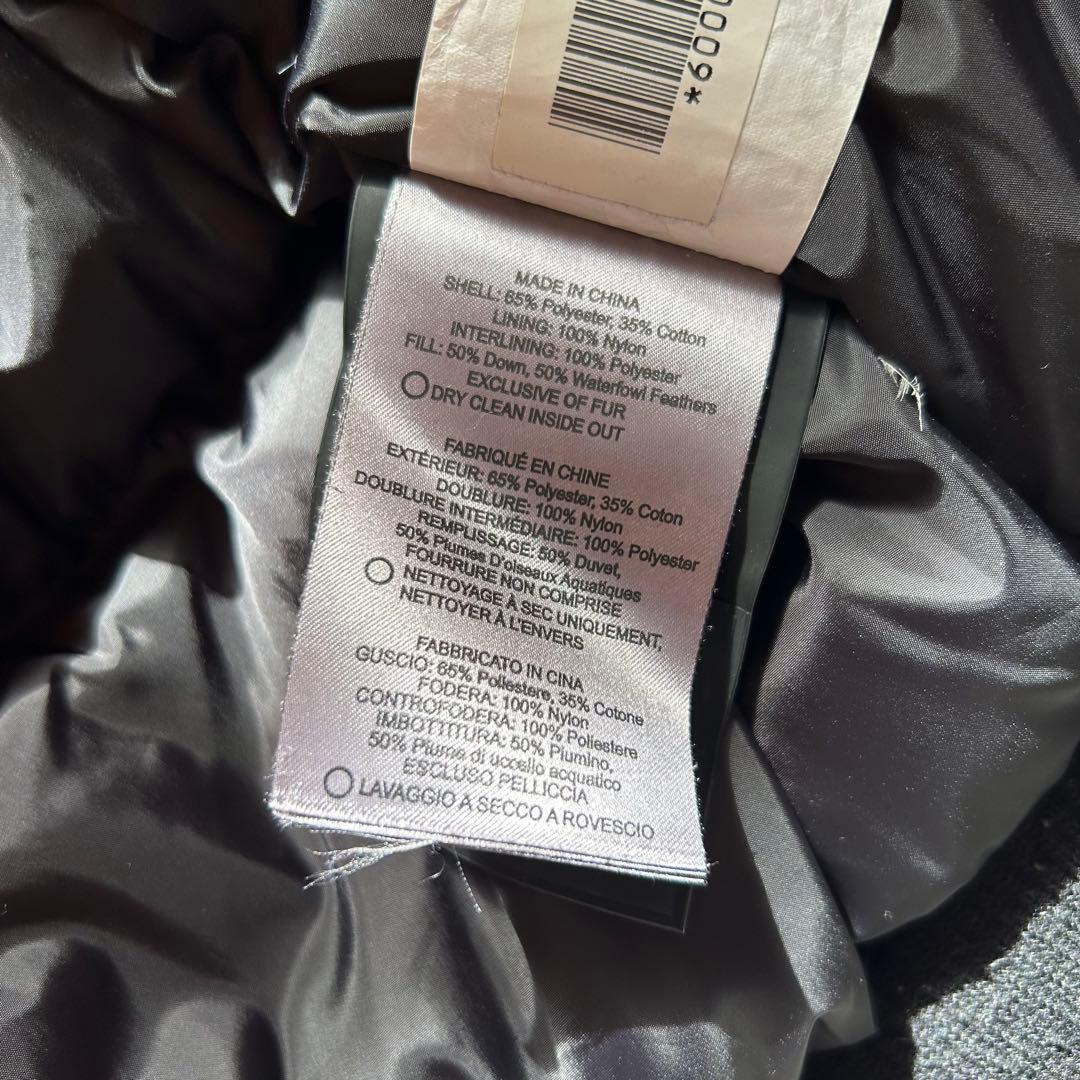 0009*
MADE IN CHINA
SHELL: 65% Polyester, 35% Cotton
LINING: 100% Nylon
INTERLINING: 100% Polyester
FILL: 50% Down, 50% Waterfowl Feathers
EXCLUSIVE OF FUR
DRY CLEAN INSIDE OUT
FABRIQUÉ EN CHINE
EXTÉRIEUR: 65% Polyester, 35% Coton
DOUBLURE: 100% Nylon
DOUBLURE INTERMÉDIAIRE: 100% Polyester
REMPLISSAGE: 50% Duvet,
50% Plumes D'oiseaux Aquatiques
FOURRURE NON COMPRISE
NETTOYAGE À SEC UNIQUEMENT,
NETTOYER À L'ENVERS
FABBRICATO IN CINA
GUSCIO: 65% Poliestere, 35% Cotone
FODERA: 100% Nylon
CONTROFODERA: 100% Poliestere
IMBOTTITURA: 50% Piumino,
50% Piume di uccello acquatico
ESCLUSO PELLICCIA
LAVAGGIO A SECCO A ROVESCIO